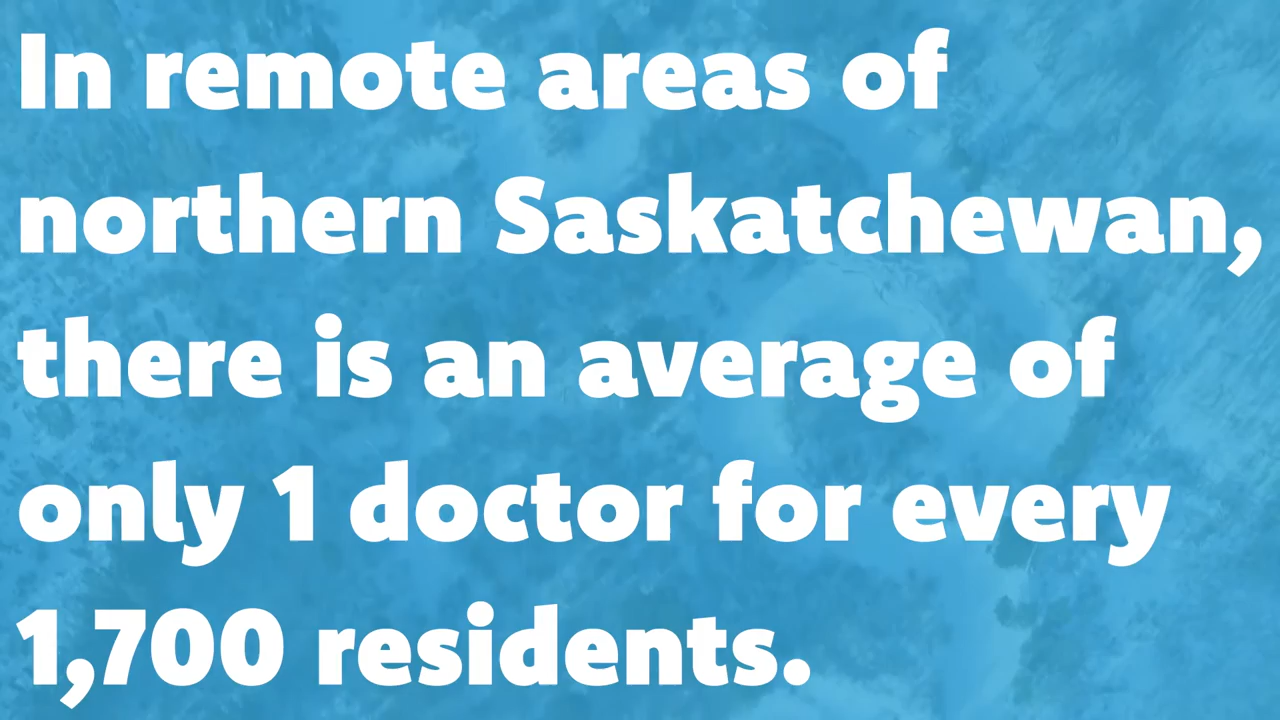 In remote areas of
northern Saskatchewan,
there is an average of
only 1 doctor for every
1,700 residents.